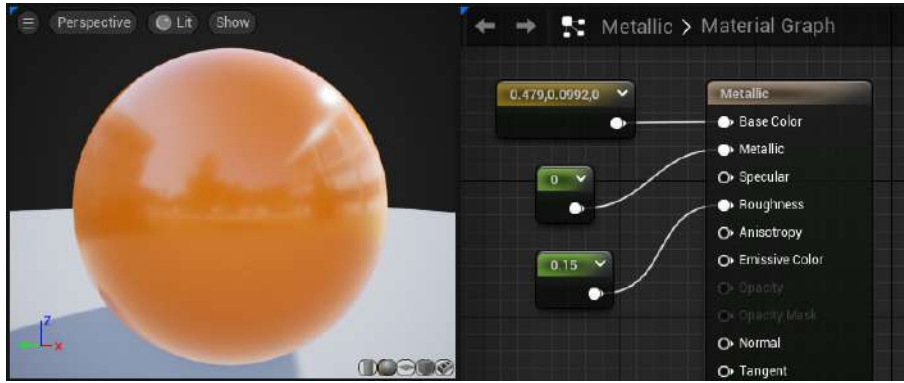 Perspective
Lit
Show
Z
X
Metallic > Material Graph
0.479,0.0992,0
0
0.15
Metallic
Base Color
Metallic
Specular
Roughness
Anisotropy
Emissive Color
Opacity
Opacity Mask
Normal
Tangent